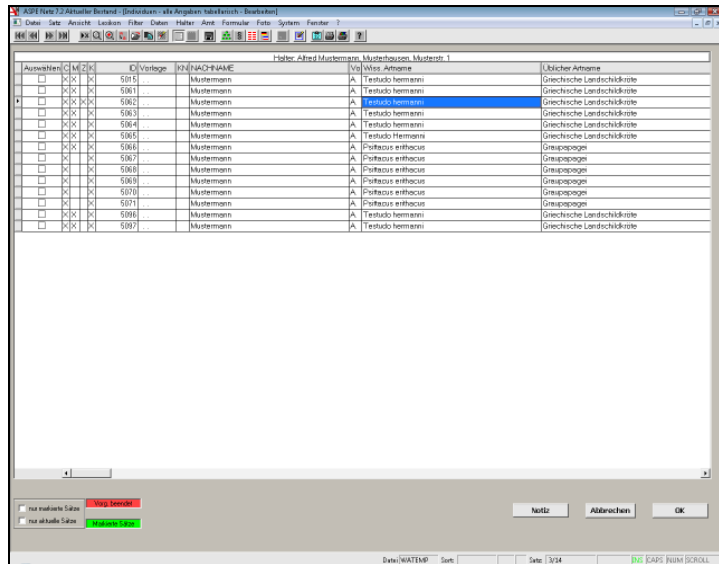 ASPE Netz 7.2 Aktueller Bestand - [Individuen - alle Angaben tabellarisch - Bearbeiten]
Datei Satz Ansicht Lexikon Filter Daten Halter Amt Formular Foto System Fenster ?
Halter: Alfred Mustermann, Musterhausen, Musterstr. 1
Auswählen C M Z K ID Vorlage KN NACHNAME Vo Wiss. Artname Üblicher Artname
X X X 5015 . . Mustermann A Testudo hermanni Griechische Landschildkröte
X X X 5061 . . Mustermann A Testudo hermanni Griechische Landschildkröte
X X X X 5062 . . Mustermann A Testudo hermanni Griechische Landschildkröte
X X X 5063 . . Mustermann A Testudo hermanni Griechische Landschildkröte
X X X 5064 . . Mustermann A Testudo hermanni Griechische Landschildkröte
X X X 5065 . . Mustermann A Testudo Hermanni Griechische Landschildkröte
X X X 5066 . . Mustermann A Psittacus erithacus Graupapagei
X X 5067 . . Mustermann A Psittacus erithacus Graupapagei
X X 5068 . . Mustermann A Psittacus erithacus Graupapagei
X X 5069 . . Mustermann A Psittacus erithacus Graupapagei
X X 5070 . . Mustermann A Psittacus erithacus Graupapagei
X X 5071 . . Mustermann A Psittacus erithacus Graupapagei
X X X 5096 . . Mustermann A Testudo hermanni Griechische Landschildkröte
X X X 5097 . . Mustermann A Testudo hermanni Griechische Landschildkröte
nur markierte Sätze Vorg. beendet
nur aktuelle Sätze Markierte Sätze
Notiz Abbrechen OK
Datei WATEMP Sort: Satz 3/14 INS CAPS NUM SCROLL